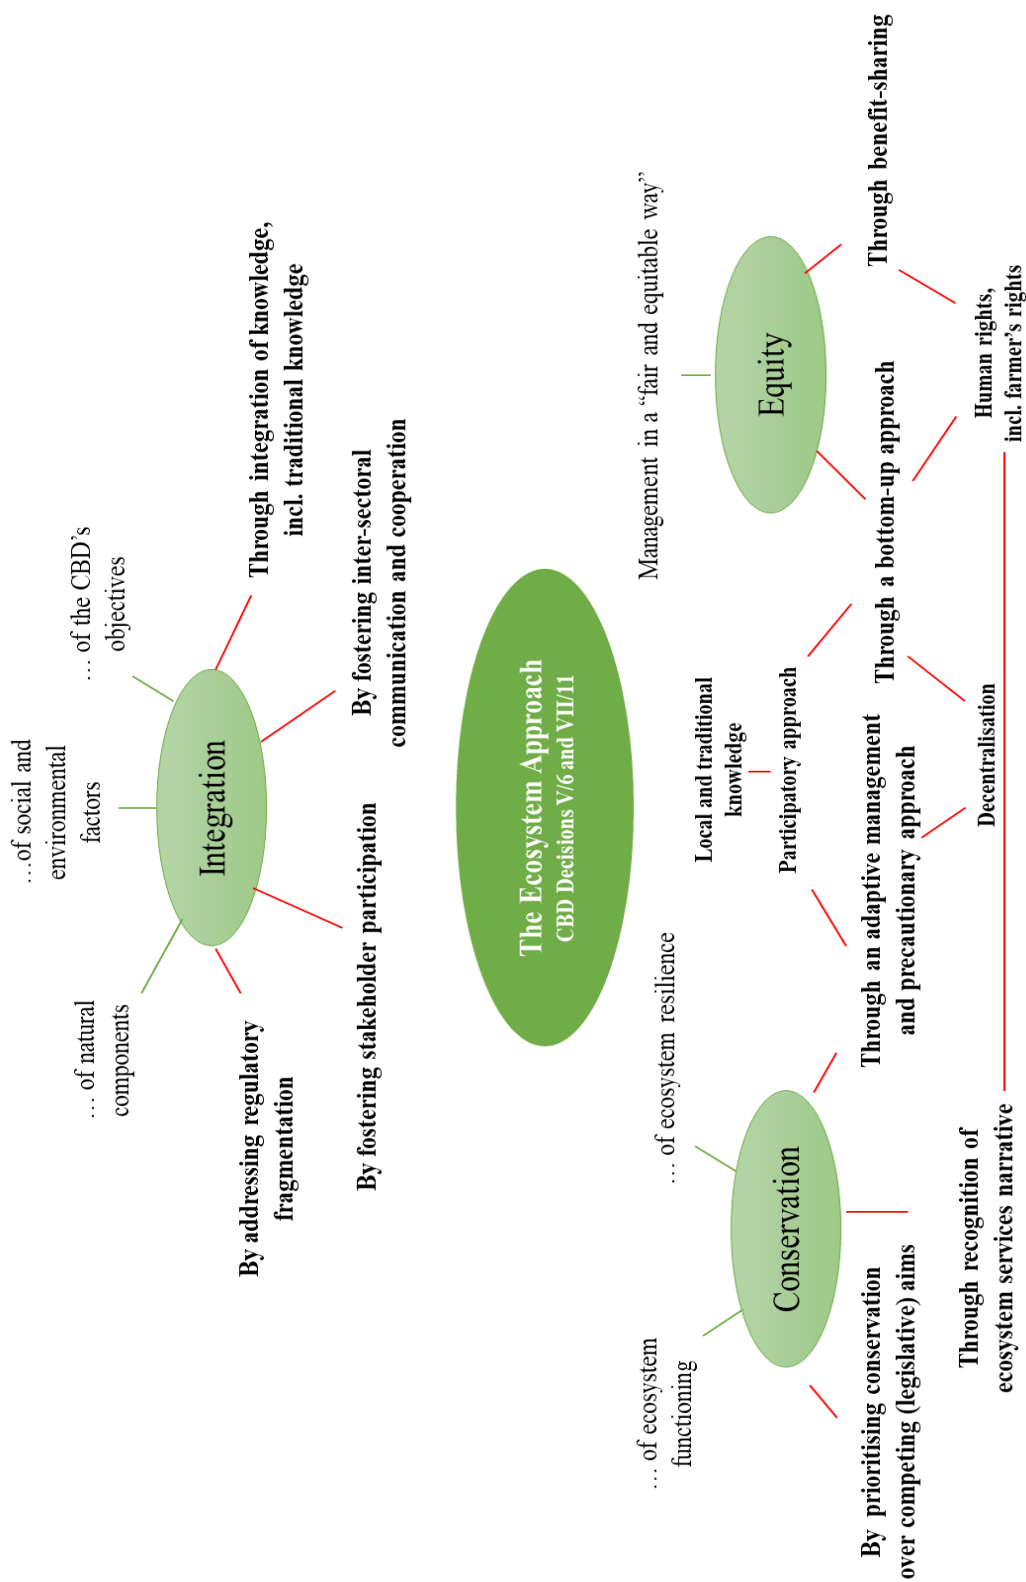 … of natural
components
…of social and
environmental
factors
… of the CBD’s
objectives
Integration
By addressing regulatory
fragmentation
By fostering stakeholder participation
By fostering inter-sectoral
communication and cooperation
Through integration of knowledge,
incl. traditional knowledge
The Ecosystem Approach
CBD Decisions V/6 and VII/11
… of ecosystem
functioning
… of ecosystem resilience
Conservation
By prioritising conservation
over competing (legislative) aims
Through recognition of
ecosystem services narrative
Through an adaptive management
and precautionary approach
Local and traditional
knowledge
Participatory approach
Decentralisation
Management in a “fair and equitable way”
Equity
Through a bottom-up approach
Through benefit-sharing
Human rights,
incl. farmer’s rights